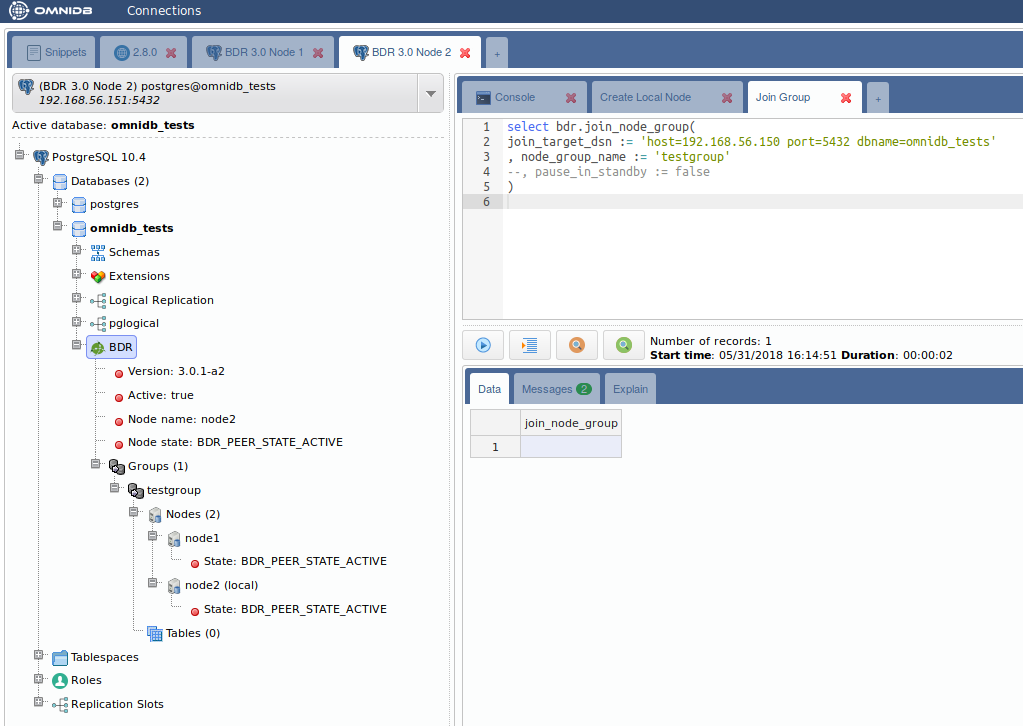 OMNIDB Connections
Snippets 2.8.0 BDR 3.0 Node 1 BDR 3.0 Node 2 +
(BDR 3.0 Node 2) postgres@omnidb_tests
192.168.56.151:5432
Active database: omnidb_tests
PostgreSQL 10.4
Databases (2)
postgres
omnidb_tests
Schemas
Extensions
Logical Replication
pglogical
BDR
Version: 3.0.1-a2
Active: true
Node name: node2
Node state: BDR_PEER_STATE_ACTIVE
Groups (1)
testgroup
Nodes (2)
node1
State: BDR_PEER_STATE_ACTIVE
node2 (local)
State: BDR_PEER_STATE_ACTIVE
Tables (0)
Tablespaces
Roles
Replication Slots
Console Create Local Node Join Group +
1 select bdr.join_node_group(
2 join_target_dsn := 'host=192.168.56.150 port=5432 dbname=omnidb_tests'
3 , node_group_name := 'testgroup'
4 --, pause_in_standby := false
5 )
6
Number of records: 1
Start time: 05/31/2018 16:14:51 Duration: 00:00:02
Data Messages 2 Explain
join_node_group
1